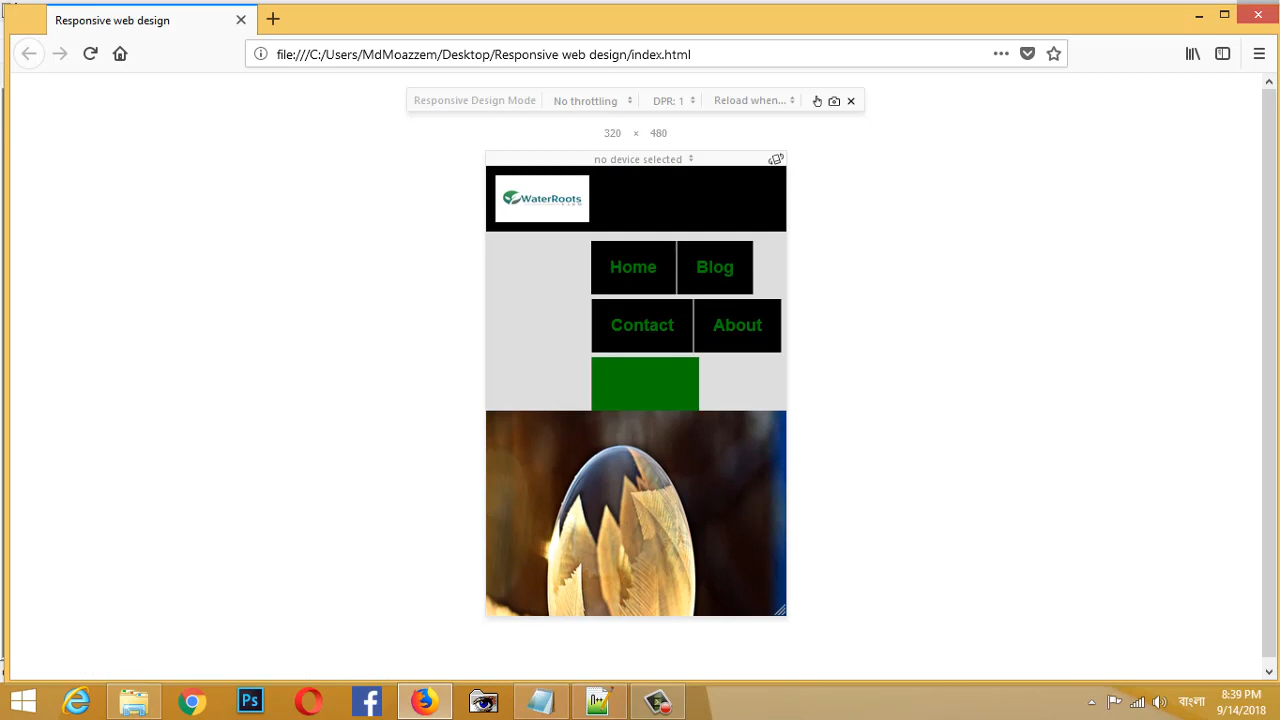 Responsive web design
file:///C:/Users/MdMoazzem/Desktop/Responsive web design/index.html
Responsive Design Mode No throttling DPR: 1 Reload when...
320 × 480
no device selected
WaterRoots
Home Blog
Contact About
Ps
বাংলা
8:39 PM
9/14/2018